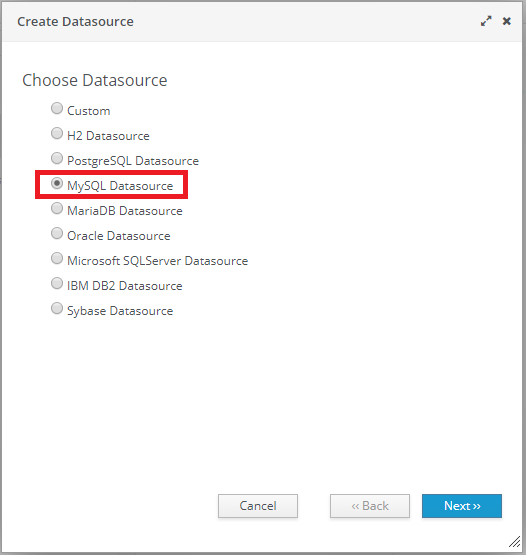 Create Datasource
Choose Datasource
Custom
H2 Datasource
PostgreSQL Datasource
MySQL Datasource
MariaDB Datasource
Oracle Datasource
Microsoft SQLServer Datasource
IBM DB2 Datasource
Sybase Datasource
Cancel
‹‹ Back
Next ››